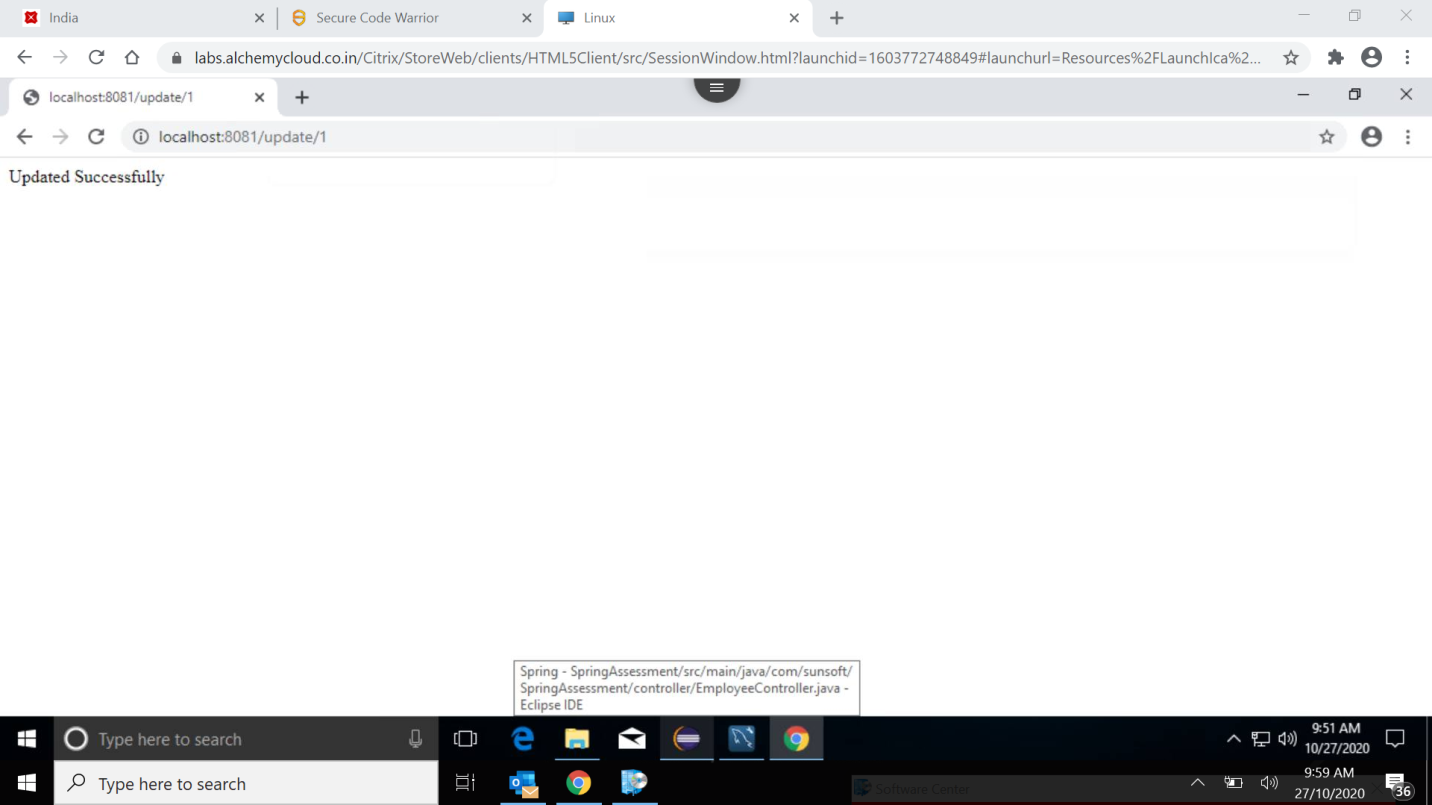 India
Secure Code Warrior
Linux
labs.alchemycloud.co.in/Citrix/StoreWeb/clients/HTML5Client/src/SessionWindow.html?launchid=1603772748849#launchurl=Resources%2FLaunchIca%2...
localhost:8081/update/1
localhost:8081/update/1
Updated Successfully
Spring - SpringAssessment/src/main/java/com/sunsoft/
SpringAssessment/controller/EmployeeController.java -
Eclipse IDE
Type here to search
9:51 AM
10/27/2020
Type here to search
Software Center
9:59 AM
27/10/2020
36